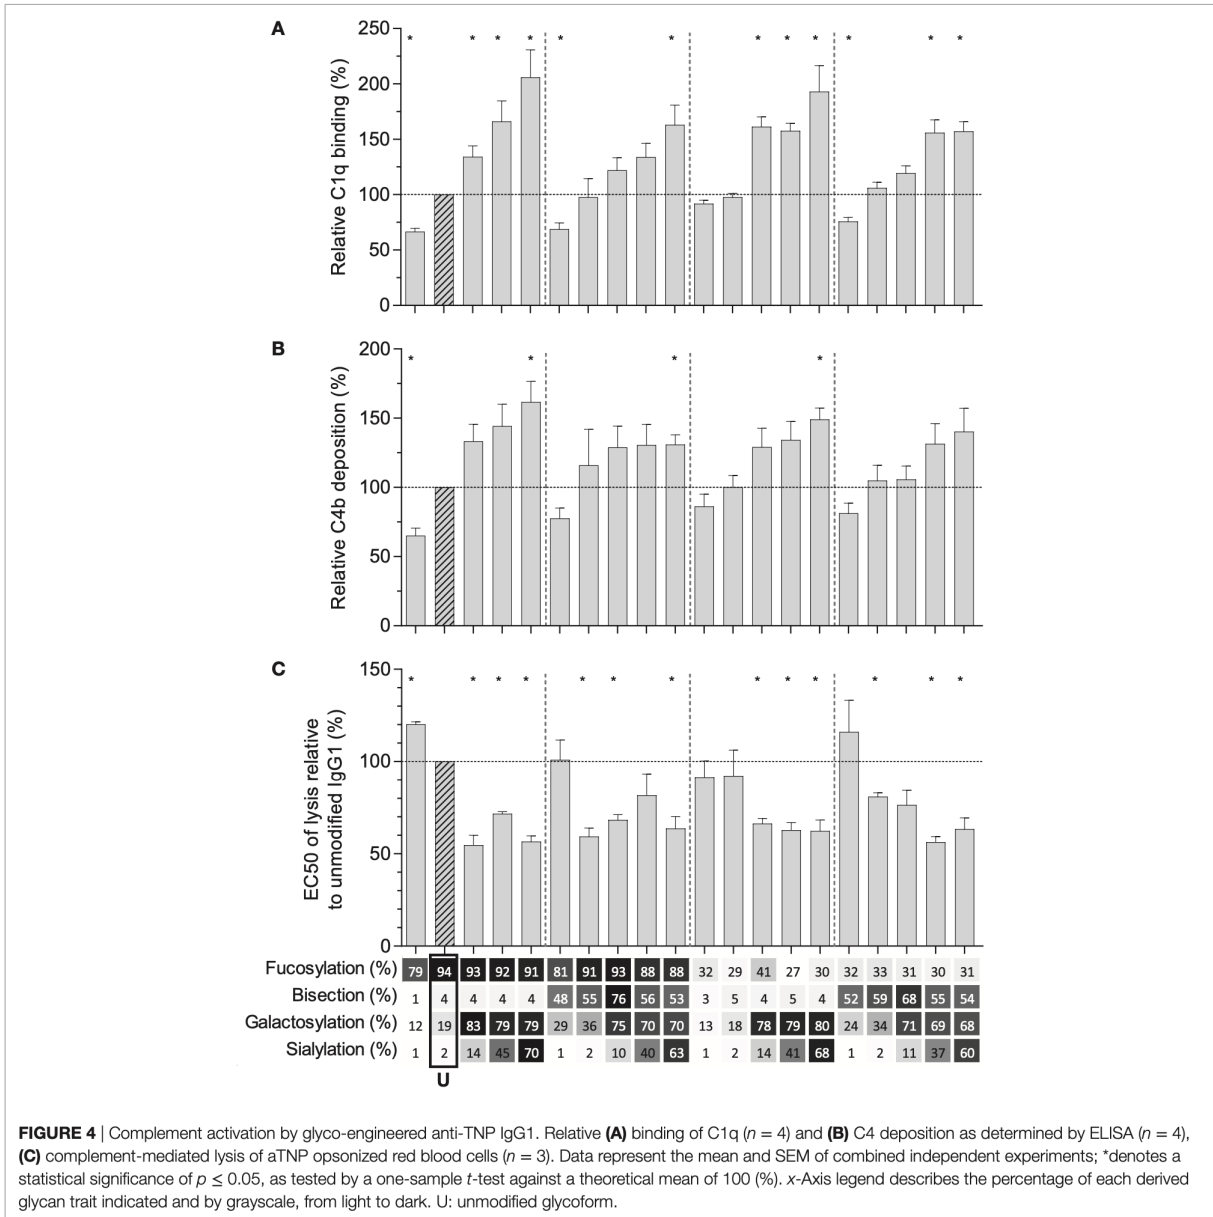 A
250
200
150
100
50
0
Relative C1q binding (%)
* * * * * * * * * * * * *
B
200
150
100
50
0
Relative C4b deposition (%)
* * * *
C
150
100
50
0
EC50 of lysis relative
to unmodified IgG1 (%)
* * * * * * * * * * * * *
Fucosylation (%) 79 94 93 92 91 81 91 93 88 88 32 29 41 27 30 32 33 31 30 31
Bisection (%) 1 4 4 4 4 48 55 76 56 53 3 5 4 5 4 52 59 68 55 54
Galactosylation (%) 12 19 83 79 79 29 36 75 70 70 13 18 78 79 80 24 34 71 69 68
Sialylation (%) 1 2 14 45 70 1 2 10 40 63 1 2 14 41 68 1 2 11 37 60
U
FIGURE 4 | Complement activation by glyco-engineered anti-TNP IgG1. Relative (A) binding of C1q (n = 4) and (B) C4 deposition as determined by ELISA (n = 4),
(C) complement-mediated lysis of aTNP opsonized red blood cells (n = 3). Data represent the mean and SEM of combined independent experiments; *denotes a
statistical significance of p ≤ 0.05, as tested by a one-sample t-test against a theoretical mean of 100 (%). x-Axis legend describes the percentage of each derived
glycan trait indicated and by grayscale, from light to dark. U: unmodified glycoform.